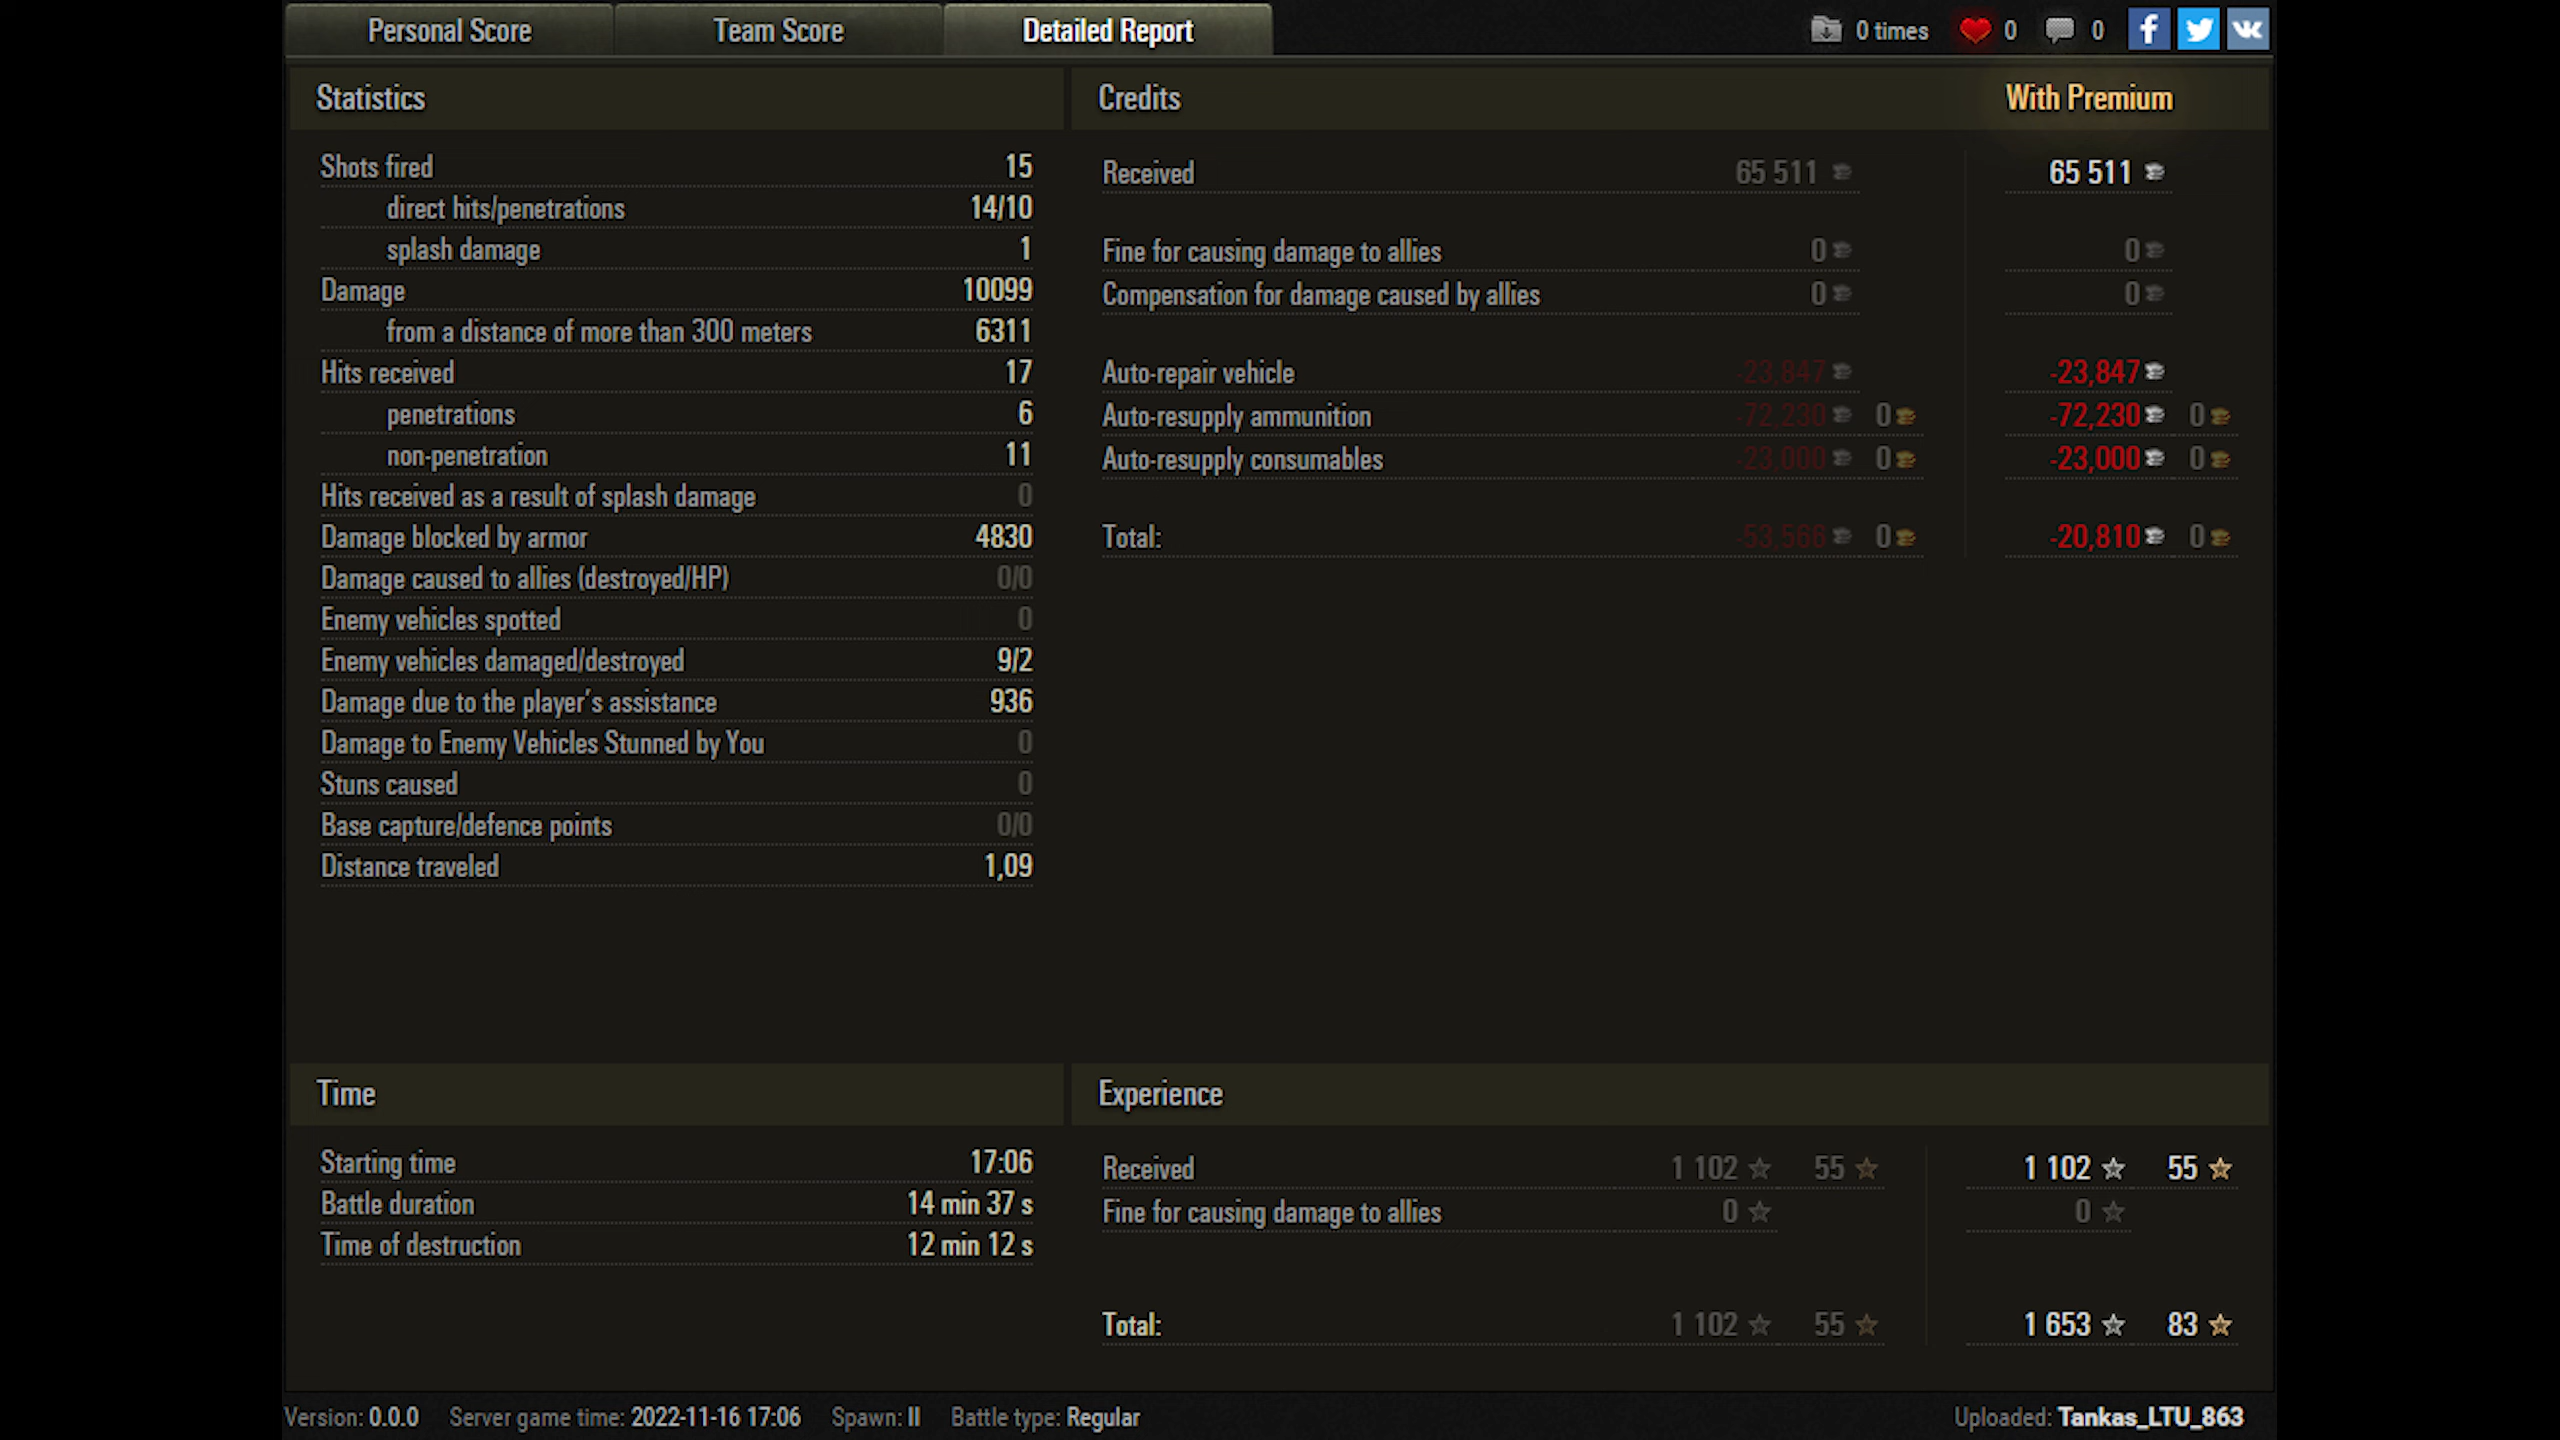 Personal Score Team Score Detailed Report 0 times 0 0
Statistics
Shots fired 15
direct hits/penetrations 14/10
splash damage 1
Damage 10099
from a distance of more than 300 meters 6311
Hits received 17
penetrations 6
non-penetration 11
Hits received as a result of splash damage 0
Damage blocked by armor 4830
Damage caused to allies (destroyed/HP) 0/0
Enemy vehicles spotted 0
Enemy vehicles damaged/destroyed 9/2
Damage due to the player's assistance 936
Damage to Enemy Vehicles Stunned by You 0
Stuns caused 0
Base capture/defence points 0/0
Distance traveled 1,09
Credits With Premium
Received 65 511 65 511
Fine for causing damage to allies 0 0
Compensation for damage caused by allies 0 0
Auto-repair vehicle -23,847 -23,847
Auto-resupply ammunition -72,230 0 -72,230 0
Auto-resupply consumables -23,000 0 -23,000 0
Total: -53,566 0 -20,810 0
Time
Starting time 17:06
Battle duration 14 min 37 s
Time of destruction 12 min 12 s
Experience
Received 1 102 55 1 102 55
Fine for causing damage to allies 0 0
Total: 1 102 55 1 653 83
Version: 0.0.0 Server game time: 2022-11-16 17:06 Spawn: II Battle type: Regular Uploaded: Tankas_LTU_863